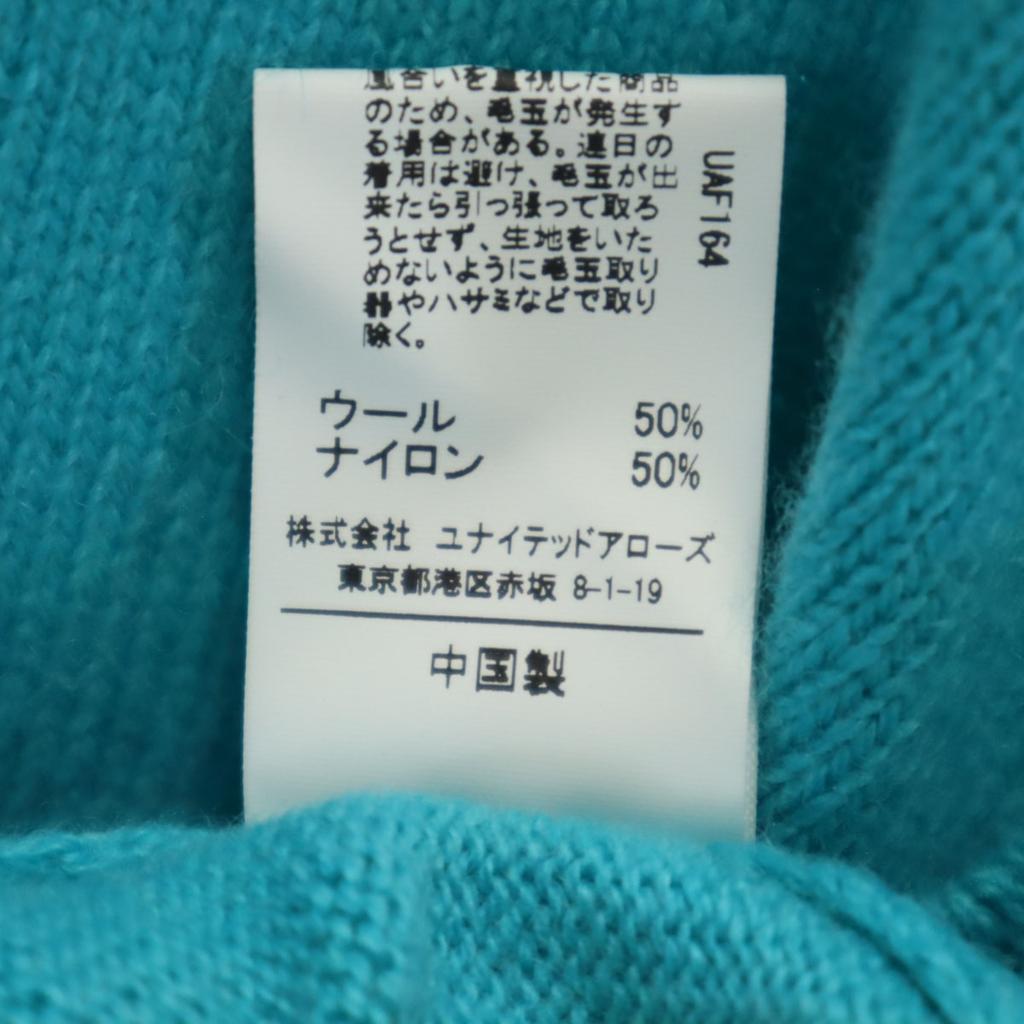 風合いを重視した商品
のため、毛玉が発生す
る場合がある。連日の
着用は避け、毛玉が出
来たら引っ張って取ろ
うとせず、生地をいた
めないように毛玉取り
器やハサミなどで取り
除く。
UAF164
ウール 50%
ナイロン 50%
株式会社 ユナイテッドアローズ
東京都港区赤坂 8-1-19
中国製